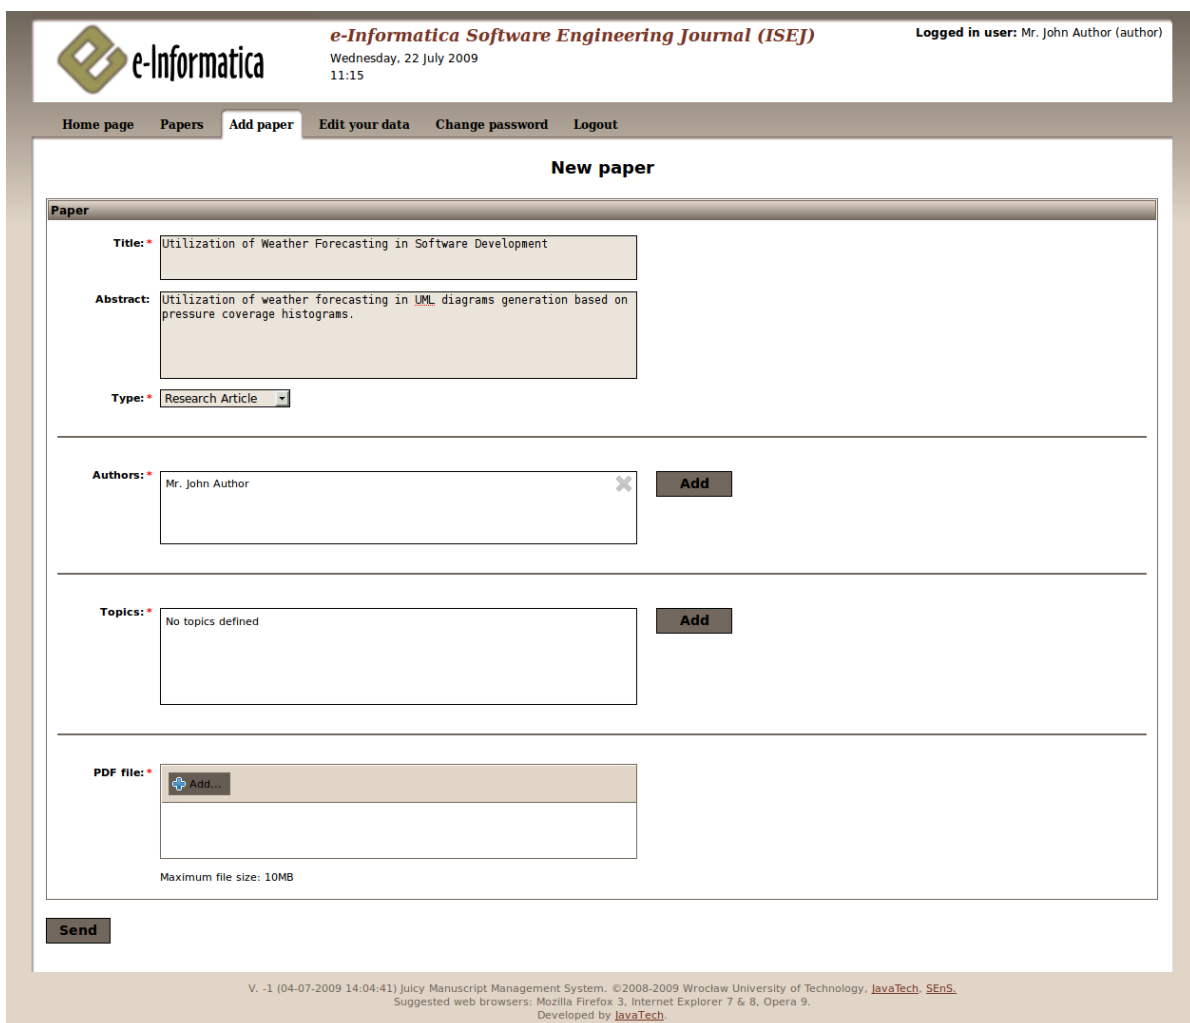 e-Informatica
e-Informatica Software Engineering Journal (ISEJ)
Wednesday, 22 July 2009
11:15
Logged in user: Mr. John Author (author)
Home page Papers Add paper Edit your data Change password Logout
New paper
Paper
Title: * Utilization of Weather Forecasting in Software Development
Abstract: Utilization of weather forecasting in UML diagrams generation based on
pressure coverage histograms.
Type: * Research Article
Authors: * Mr. John Author Add
Topics: * No topics defined Add
PDF file: * Add...
Maximum file size: 10MB
Send
V. -1 (04-07-2009 14:04:41) Juicy Manuscript Management System. ©2008-2009 Wrocław University of Technology, JavaTech, SEnS.
Suggested web browsers: Mozilla Firefox 3, Internet Explorer 7 & 8, Opera 9.
Developed by JavaTech.